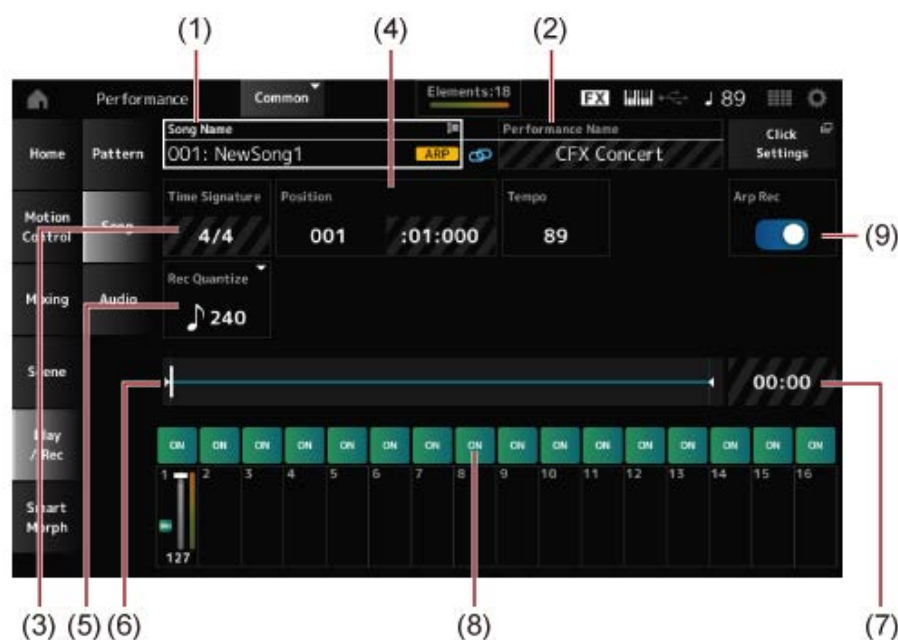 (1) (4) (2)
Performance Common Elements:18 FX ♩ 89
Song Name Performance Name
Home Pattern 001: NewSong1 ARP CFX Concert Click
Settings
Time Signature Position Tempo Arp Rec
Motion
Control Song 4/4 001 :01:000 89 (9)
Rec Quantize
Mixing Audio ♪ 240
Scene 00:00
Play
/ Rec ON ON ON ON ON ON ON ON ON ON ON ON ON ON ON ON
1 2 3 4 5 6 7 8 9 10 11 12 13 14 15 16
Smart
Morph
127
(3) (5) (6) (8) (7)